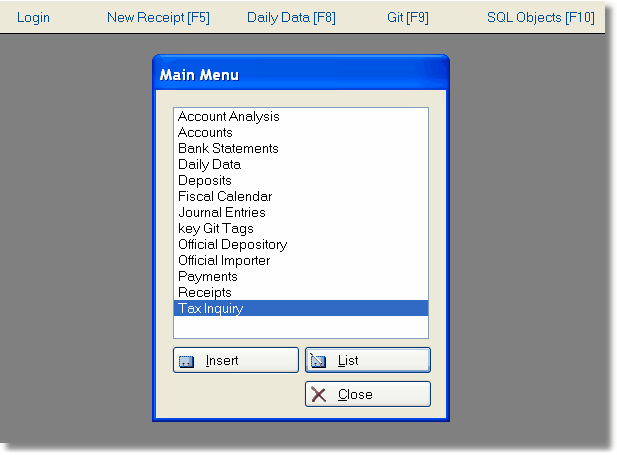 Login New Receipt [F5] Daily Data [F8] Git [F9] SQL Objects [F10]
Main Menu
Account Analysis
Accounts
Bank Statements
Daily Data
Deposits
Fiscal Calendar
Journal Entries
key Git Tags
Official Depository
Official Importer
Payments
Receipts
Tax Inquiry
Insert List
Close